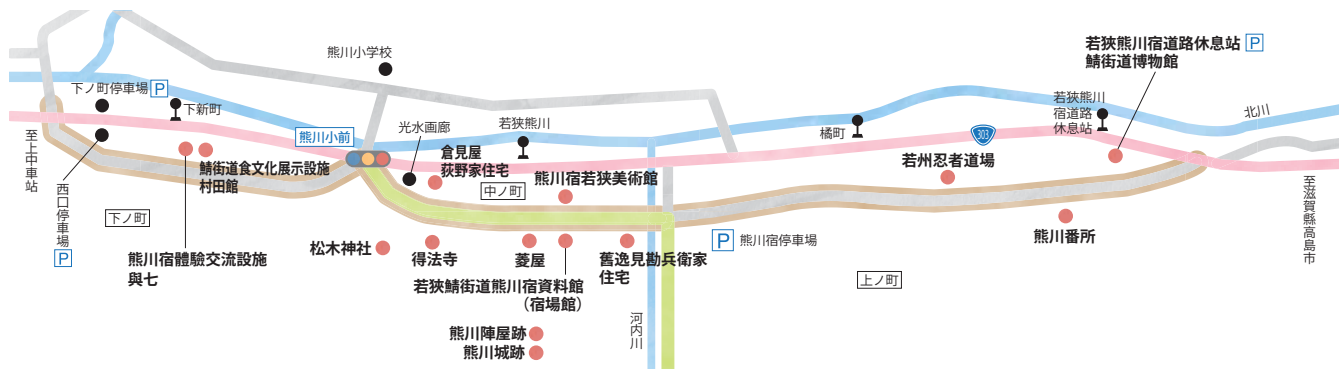 熊川小学校
下ノ町停車場
P
下新町
至上中車站
西口停車場
P
下ノ町
鯖街道食文化展示設施
村田館
熊川宿體驗交流設施
與七
熊川小前
光水画廊
若狭熊川
倉見屋
荻野家住宅
中ノ町
熊川宿若狭美術館
松木神社
得法寺
菱屋
舊逸見勘兵衛家
住宅
若狭鯖街道熊川宿資料館
（宿場館）
熊川陣屋跡
熊川城跡
河内川
P
熊川宿停車場
橘町
若州忍者道場
303
若狭熊川
宿道路
休息站
若狭熊川宿道路休息站
P
鯖街道博物館
北川
熊川番所
上ノ町
至滋賀縣高島市